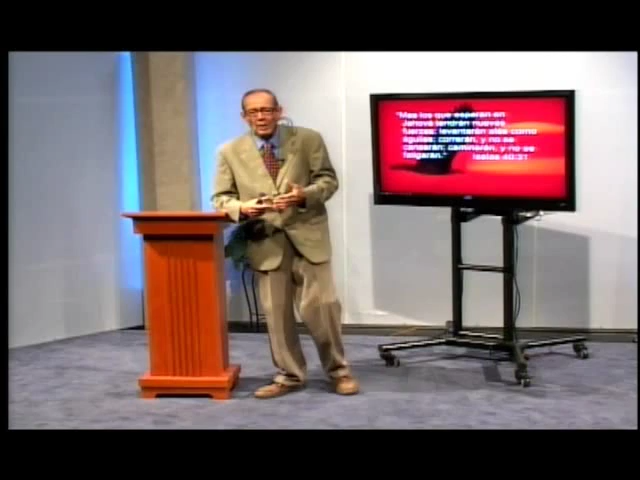 "Mas los que esperan en
Jehová tendrán nuevas
fuerzas; levantarán alas como
águilas; correrán, y no se
cansarán; caminarán, y no se
fatigarán." Isaías 40:31